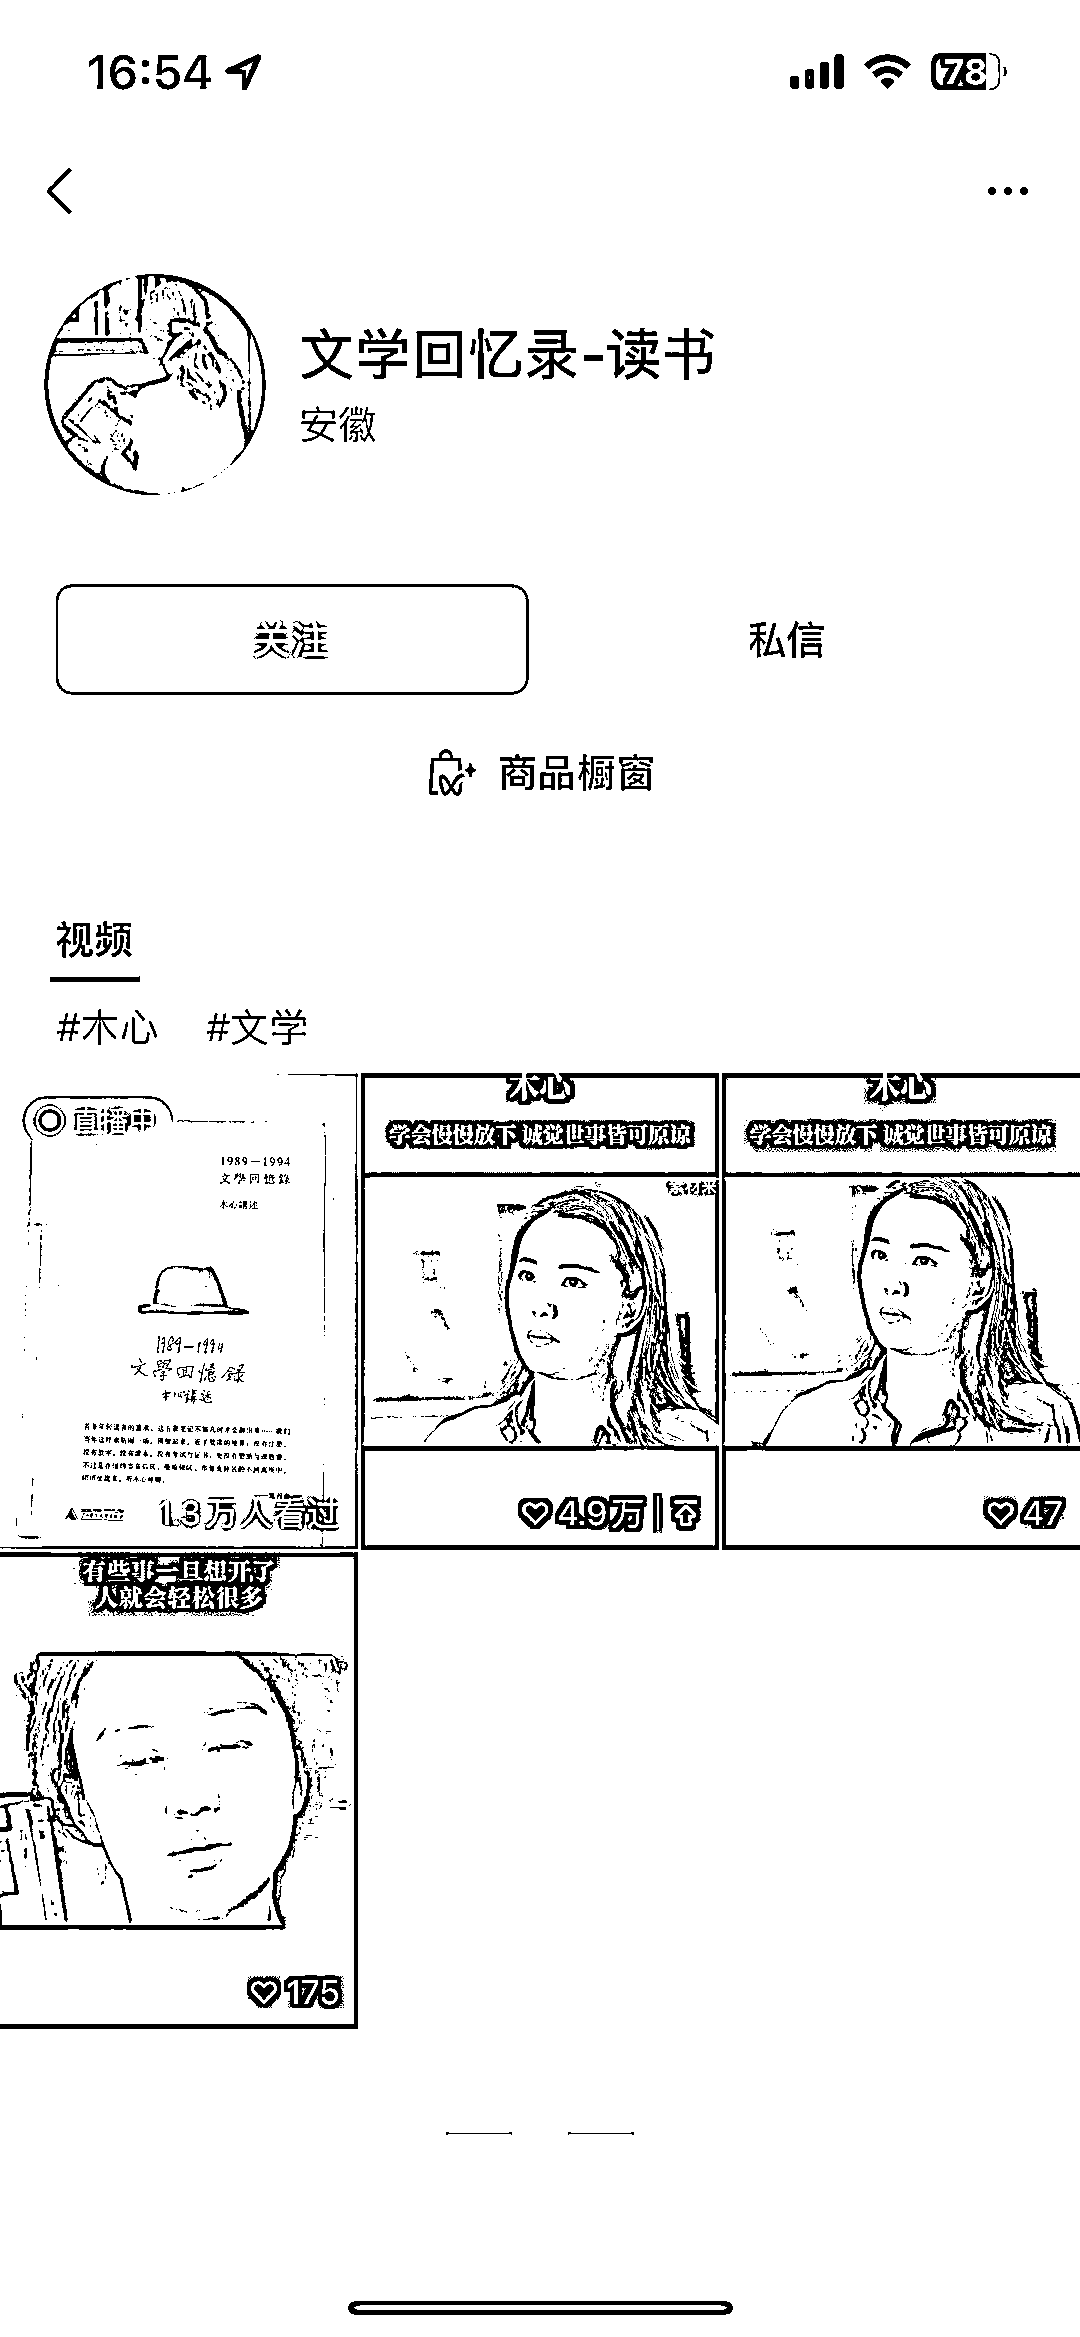 16:54
78
文学回忆录-读书
安徽
关注
私信
商品橱窗
视频
#木心 #文学
直播中
1989—1994
文學回憶錄
木心講述
1989—1994
文學回憶錄
木心講述
1.3万人看过
木心
学会慢慢放下 诚觉世事皆可原谅
4.9万
木心
学会慢慢放下 诚觉世事皆可原谅
47
有些事一旦想开了
人就会轻松很多
175